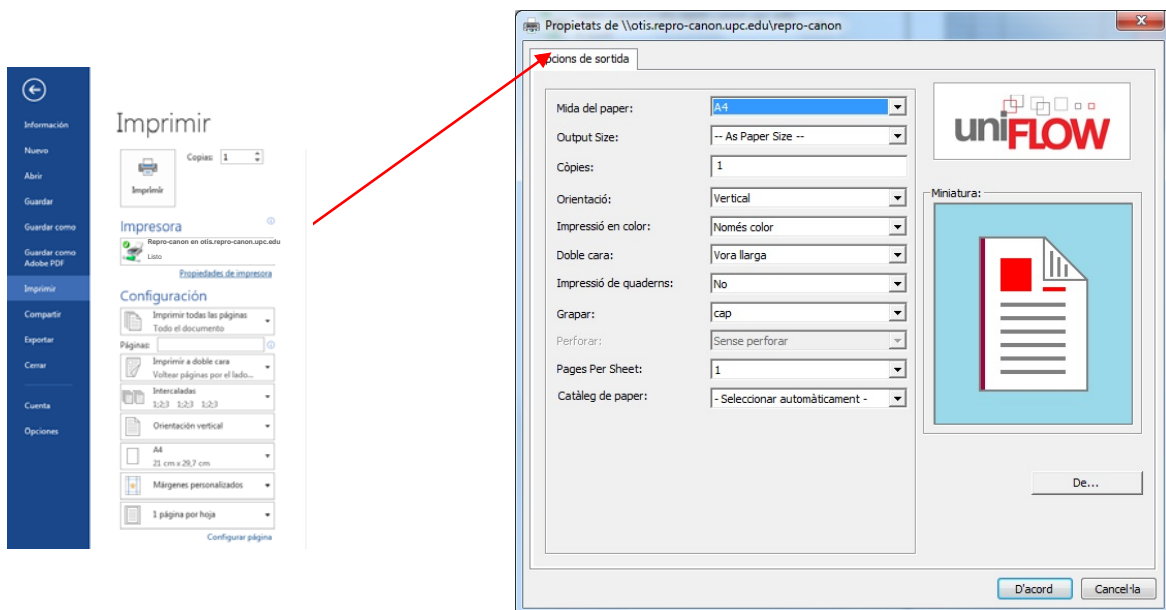 Información
Nuevo
Abrir
Guardar
Guardar como
Guardar como
Adobe PDF
Imprimir
Compartir
Exportar
Cerrar
Cuenta
Opciones
Imprimir
Copias: 1
Imprimir
Impresora
Repro-canon en otis.repro-canon.upc.edu
Listo
Propiedades de impresora
Configuración
Imprimir todas las páginas
Todo el documento
Páginas:
Imprimir a doble cara
Voltear páginas por el lado...
Intercaladas
1;2;3 1;2;3 1;2;3
Orientación vertical
A4
21 cm x 29,7 cm
Márgenes personalizados
1 página por hoja
Configurar página
Propietats de \\otis.repro-canon.upc.edu\repro-canon
pcions de sortida
Mida del paper: A4
Output Size: -- As Paper Size --
Còpies: 1
Orientació: Vertical
Impressió en color: Només color
Doble cara: Vora llarga
Impressió de quaderns: No
Grapar: cap
Perforar: Sense perforar
Pages Per Sheet: 1
Catàleg de paper: - Seleccionar automàticament -
uniFLOW
Miniatura:
De...
D'acord Cancel·la